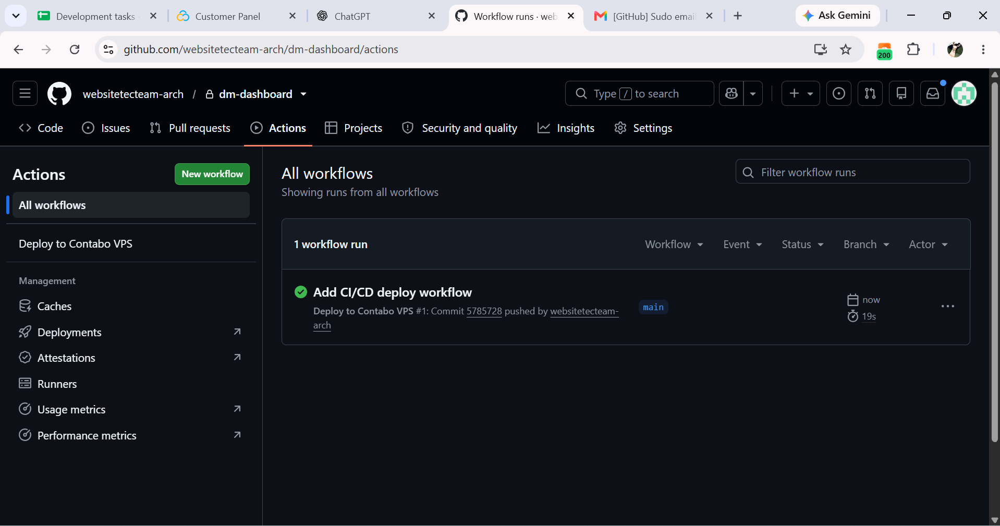 Development tasks
Customer Panel
ChatGPT
Workflow runs · web
[GitHub] Sudo email
Ask Gemini
github.com/websitetecteam-arch/dm-dashboard/actions
200
websitetecteam-arch / dm-dashboard
Type / to search
Code
Issues
Pull requests
Actions
Projects
Security and quality
Insights
Settings
Actions
New workflow
All workflows
Deploy to Contabo VPS
Management
Caches
Deployments
Attestations
Runners
Usage metrics
Performance metrics
All workflows
Showing runs from all workflows
Filter workflow runs
1 workflow run
Workflow
Event
Status
Branch
Actor
Add CI/CD deploy workflow
Deploy to Contabo VPS #1: Commit 5785728 pushed by websitetecteam-
arch
main
now
19s